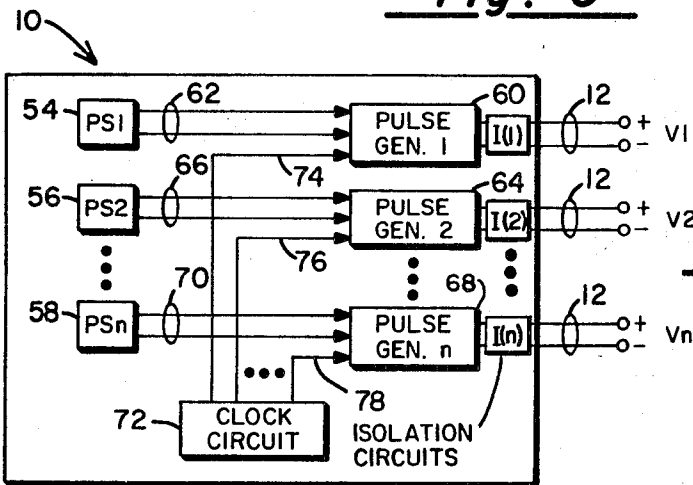 Fig.
10
54 PS1 62 PULSE GEN. 1 60 I(1) 12 + - V1
74
56 PS2 66 PULSE GEN. 2 64 I(2) 12 + - V2
76
58 PSn 70 PULSE GEN. n 68 I(n) 12 + - Vn
78
72 CLOCK CIRCUIT
ISOLATION
CIRCUITS